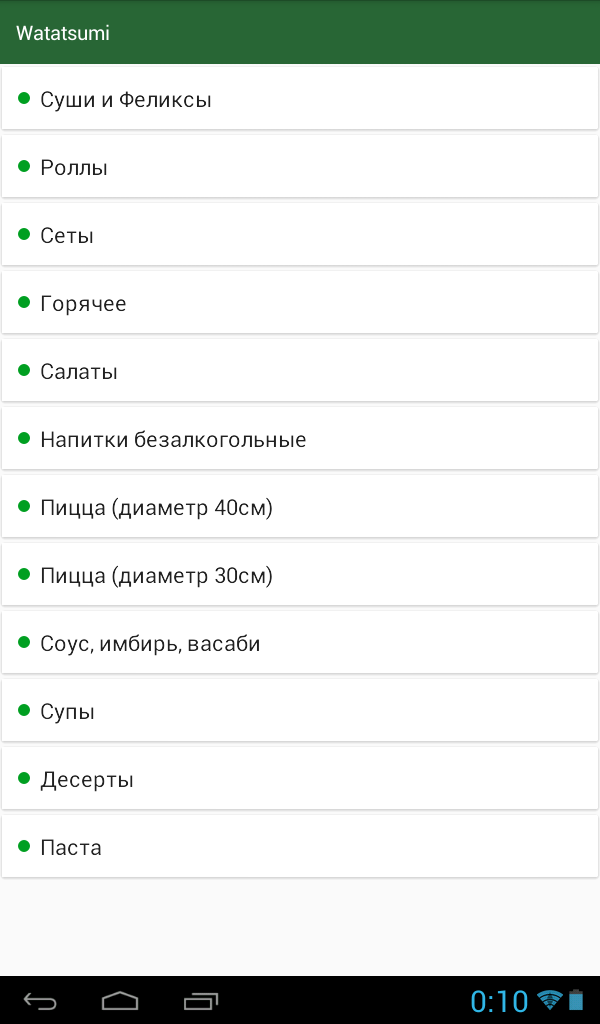 Watatsumi
Суши и Феликсы
Роллы
Сеты
Горячее
Салаты
Напитки безалкогольные
Пицца (диаметр 40см)
Пицца (диаметр 30см)
Соус, имбирь, васаби
Супы
Десерты
Паста
0:10